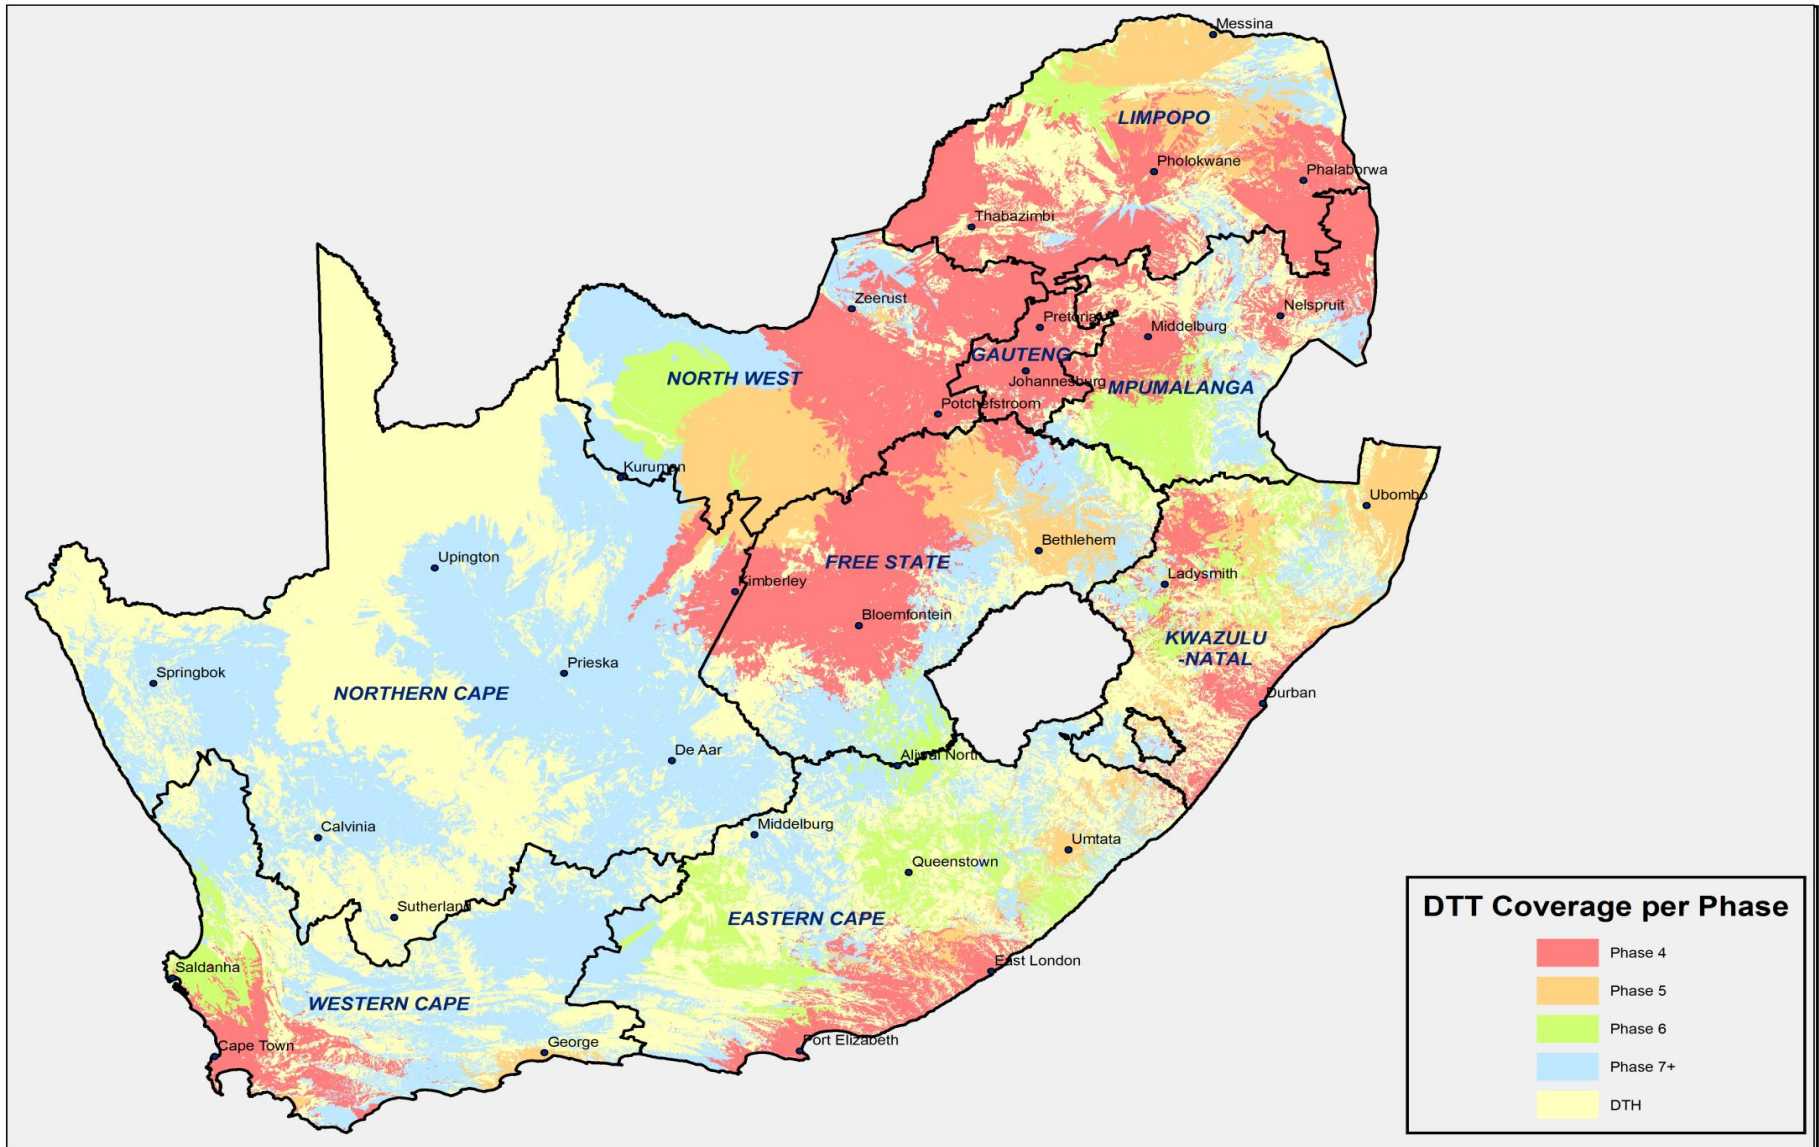 Messina
LIMPOPO
Pholokwane
Phalaborwa
Thabazimbi
Zeerust
Nelspruit
Pretoria
Middelburg
GAUTENG
NORTH WEST
Johannesburg
MPUMALANGA
Potchefstroom
Kuruman
Ubombo
Bethlehem
Upington
FREE STATE
Ladysmith
Kimberley
Bloemfontein
KWAZULU
-NATAL
Springbok
Prieska
NORTHERN CAPE
Durban
De Aar
Aliwal North
Calvinia
Middelburg
Umtata
Queenstown
Sutherland
EASTERN CAPE
Saldanha
East London
WESTERN CAPE
Cape Town
George
Port Elizabeth
DTT Coverage per Phase
Phase 4
Phase 5
Phase 6
Phase 7+
DTH